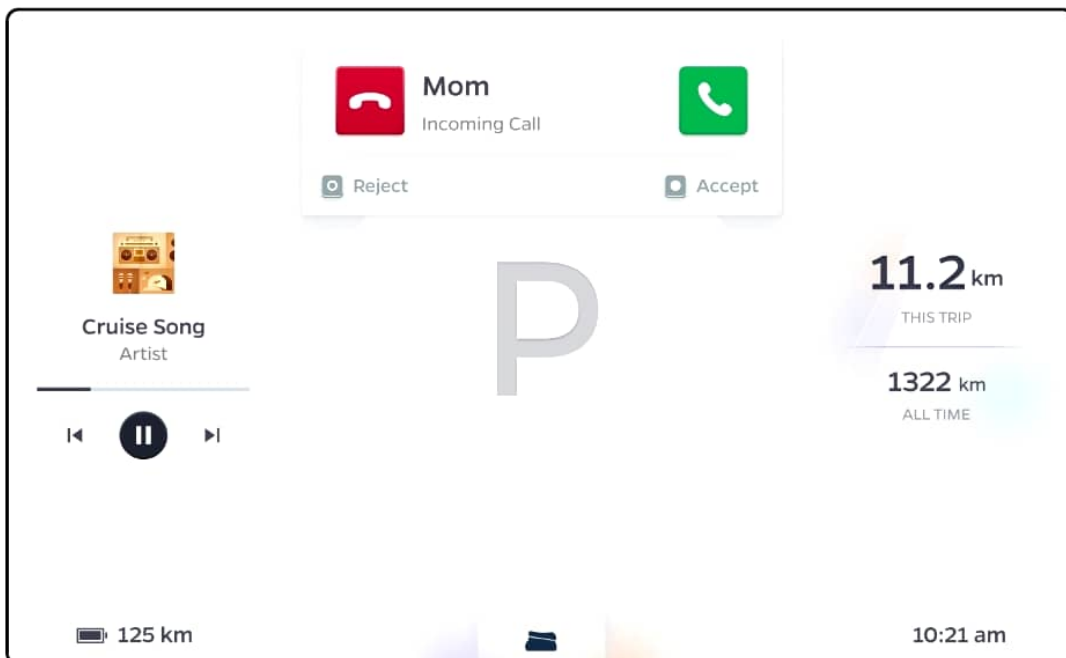 Mom
Incoming Call
Reject
Accept
Cruise Song
Artist
P
11.2 km
THIS TRIP
1322 km
ALL TIME
125 km
10:21 am